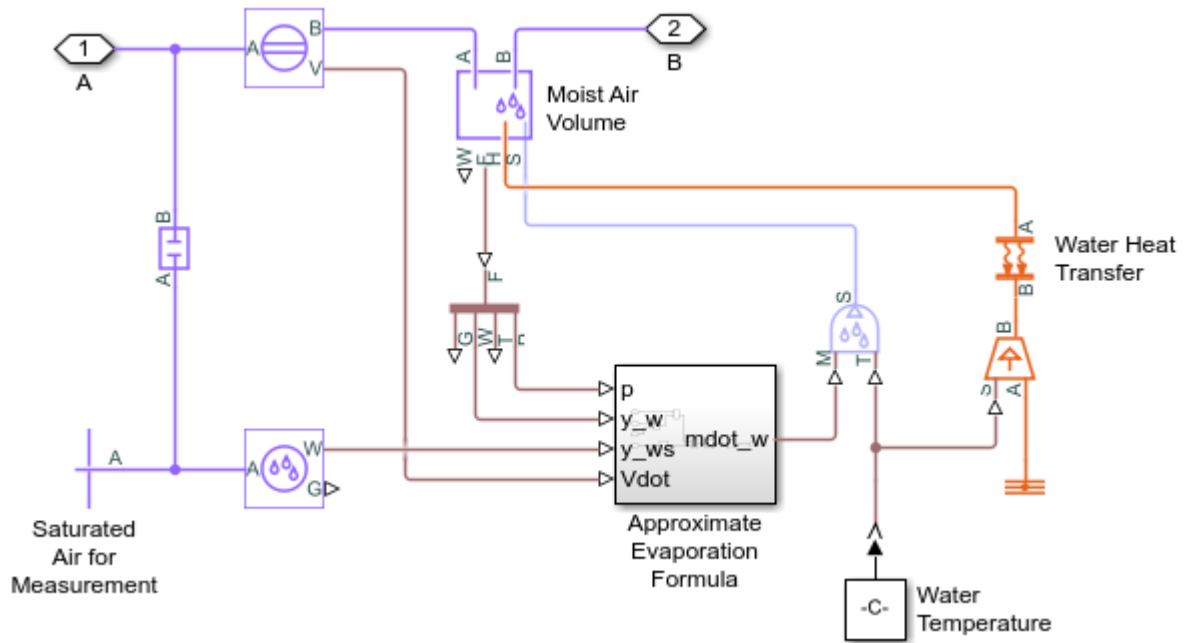 1
A
A
B
V
A
B
2
B
Moist Air
Volume
W
F
H
S
B
A
F
G
W
T
A
Water Heat
Transfer
B
S
M
T
B
S
A
p
y_w
y_ws
Vdot
mdot_w
A
A
W
G
Saturated
Air for
Measurement
Approximate
Evaporation
Formula
-C-
Water
Temperature